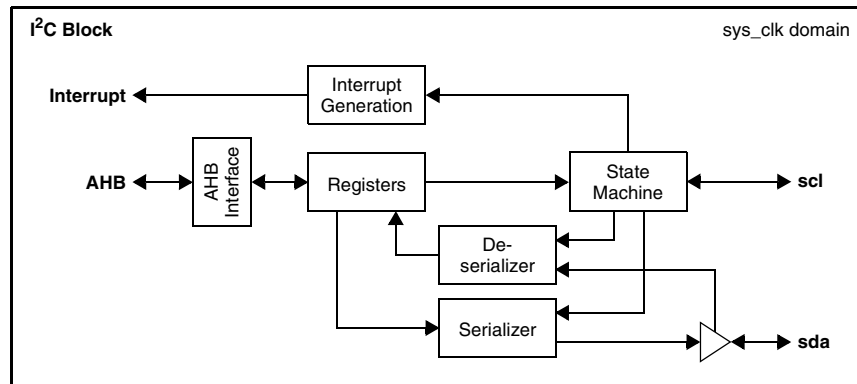 I²C Block
sys_clk domain
Interrupt
Interrupt
Generation
AHB
AHB
Interface
Registers
State
Machine
scl
De-
serializer
Serializer
sda